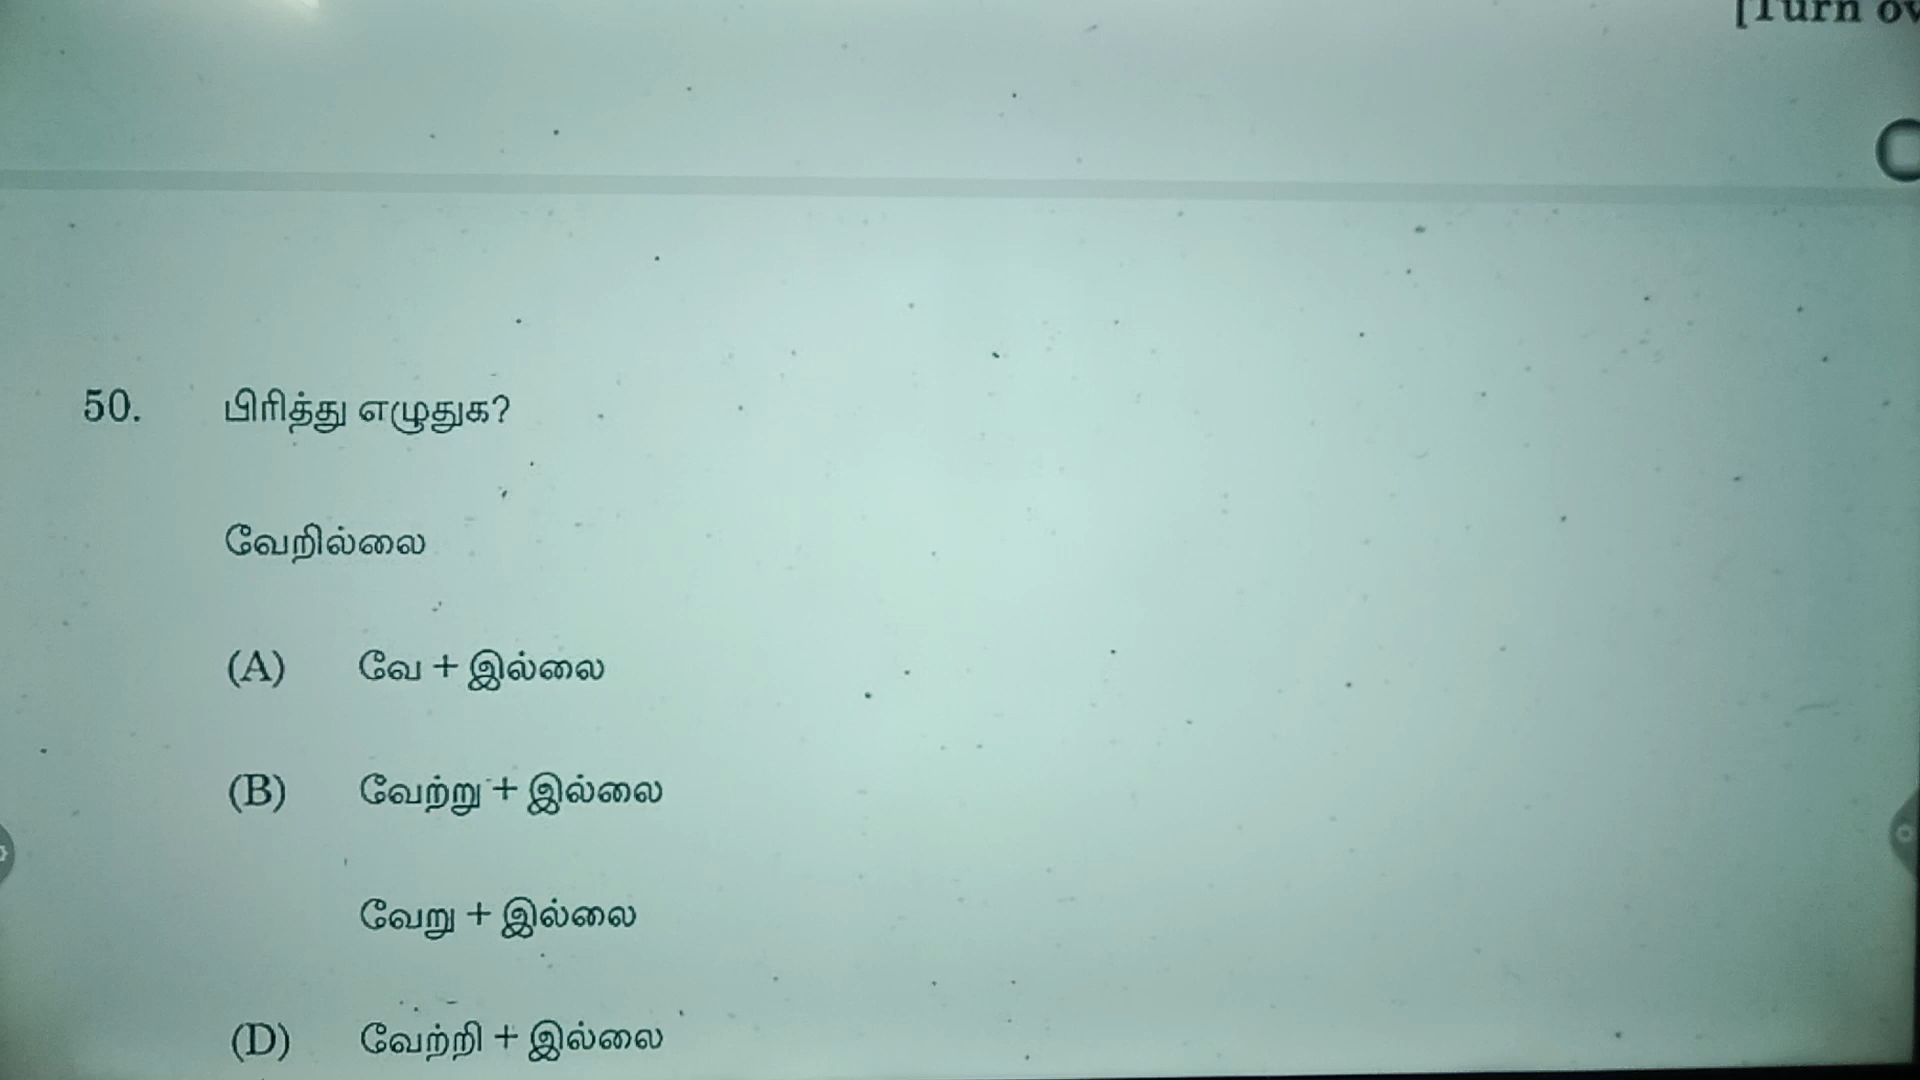 [Turn ov
50. பிரித்து எழுதுக?
வேறில்லை
(A) வே + இல்லை
(B) வேற்று + இல்லை
வேறு + இல்லை
(D) வேற்றி + இல்லை